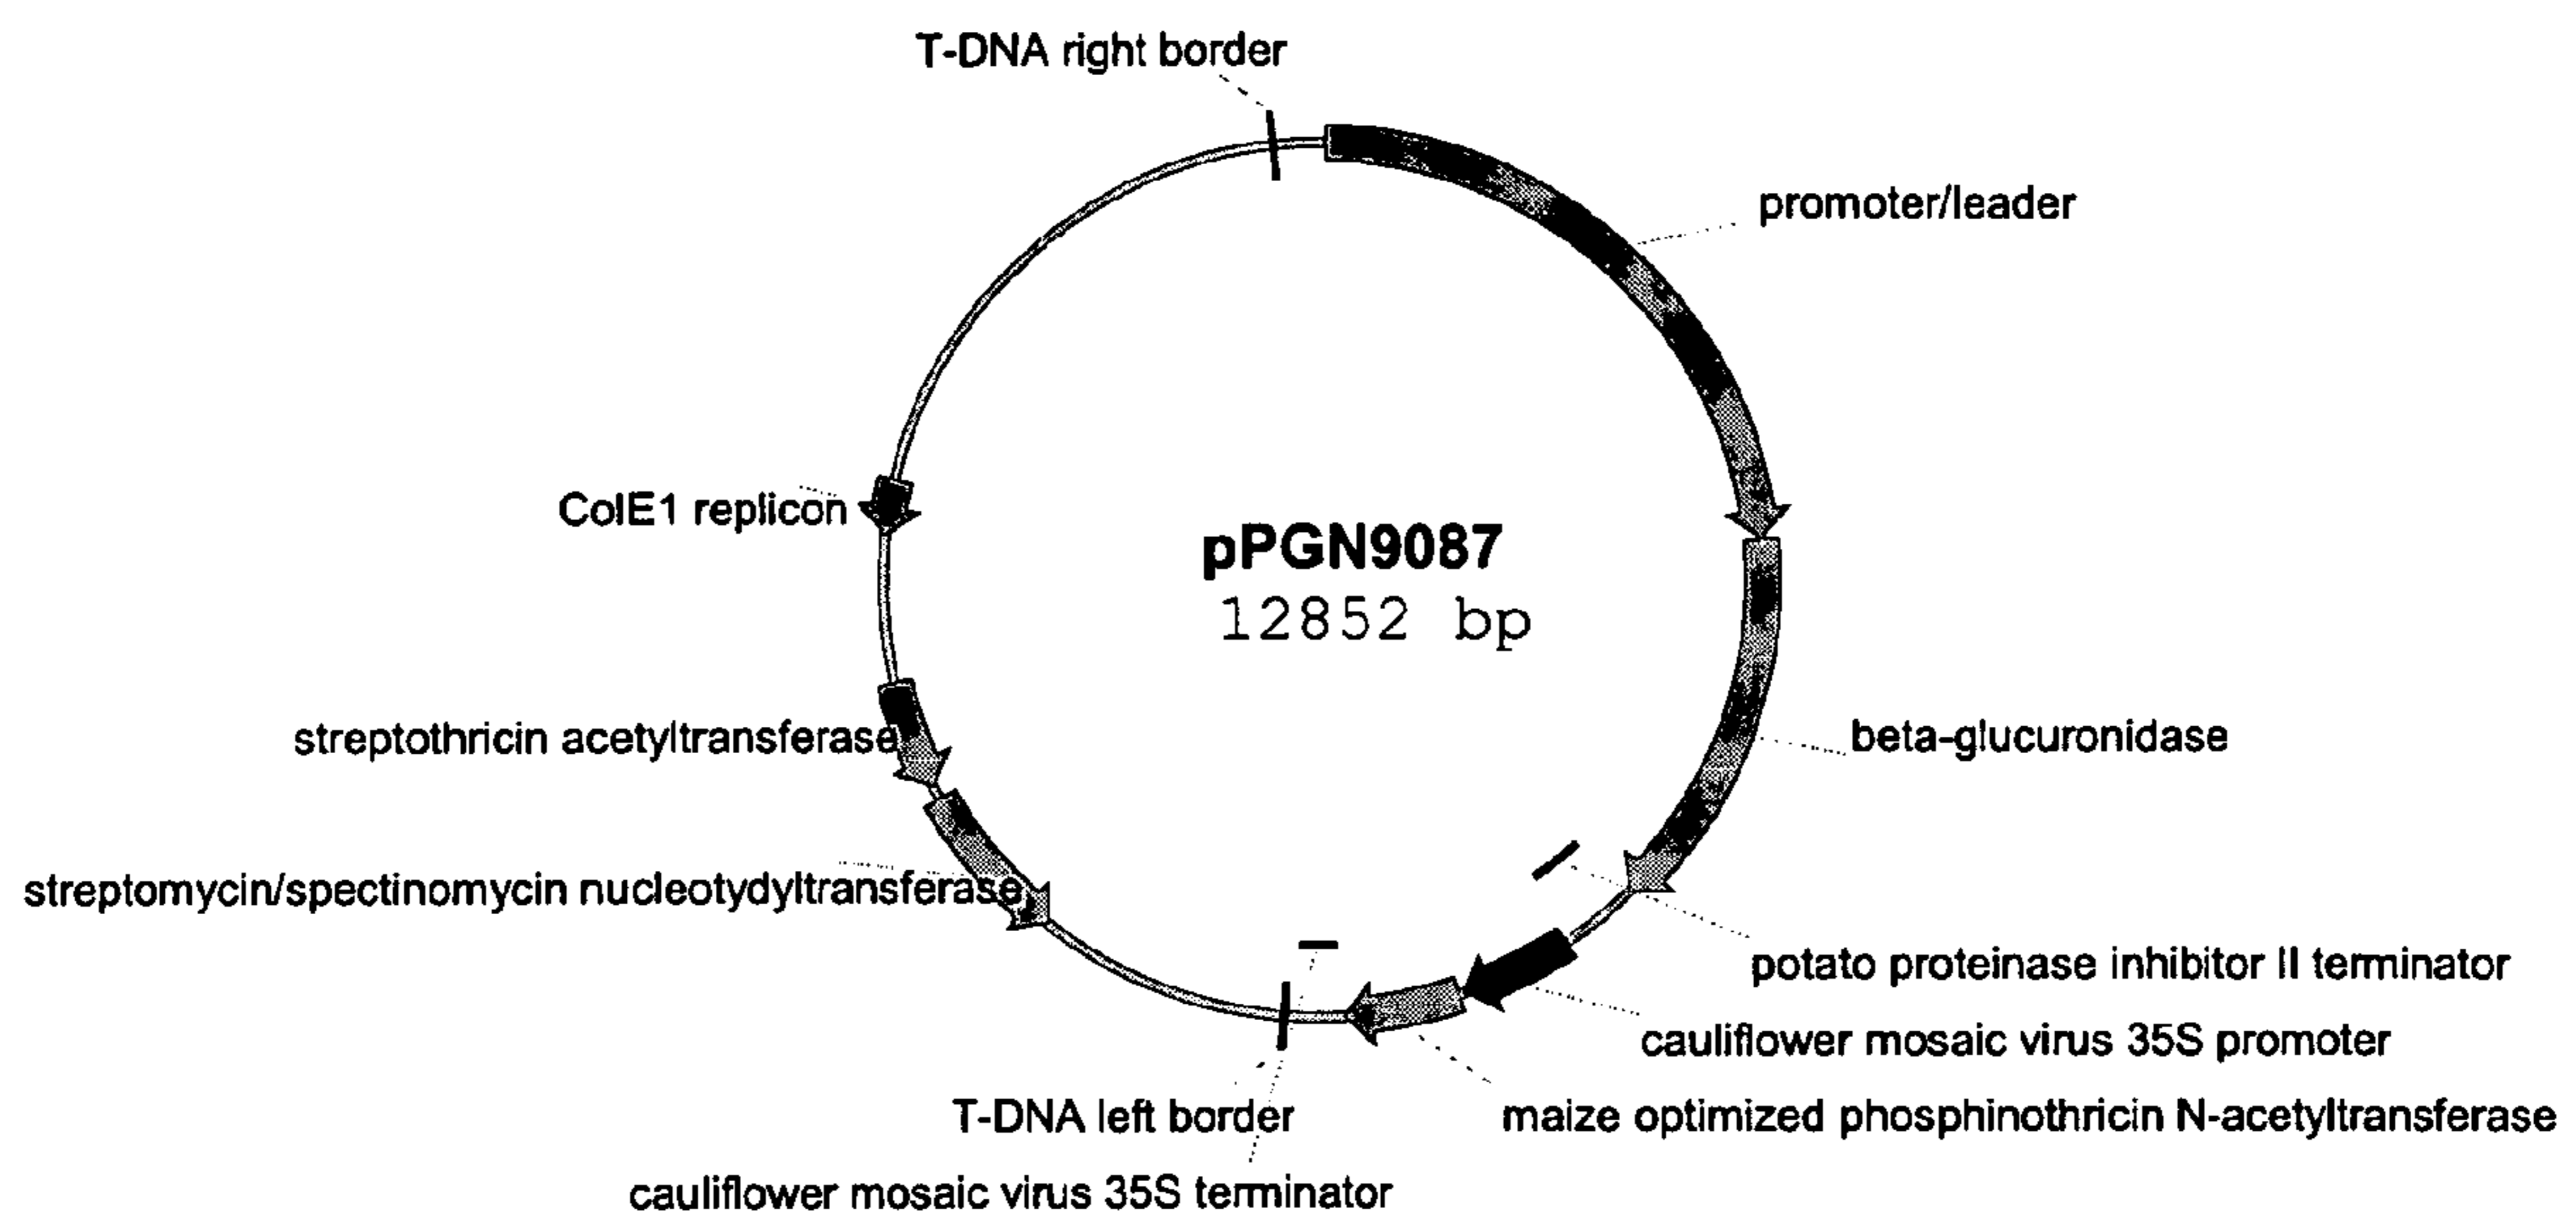 T-DNA right border
promoter/leader
ColE1 replicon
pPGN9087
12852 bp
streptothricin acetyltransferase
beta-glucuronidase
streptomycin/spectinomycin nucleotydyltransferase
potato proteinase inhibitor II terminator
cauliflower mosaic virus 35S promoter
T-DNA left border
maize optimized phosphinothricin N-acetyltransferase
cauliflower mosaic virus 35S terminator